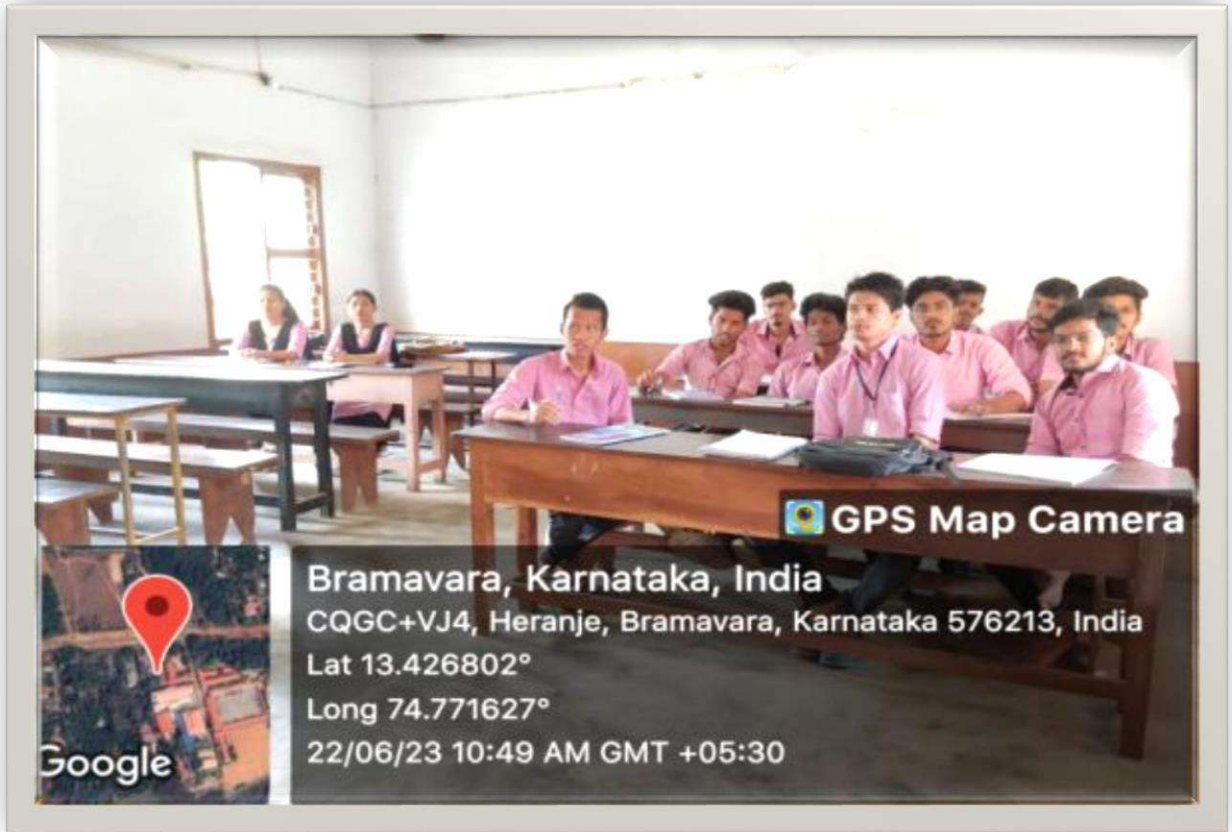 GPS Map Camera
Bramavara, Karnataka, India
CQGC+VJ4, Heranje, Bramavara, Karnataka 576213, India
Lat 13.426802°
Long 74.771627°
22/06/23 10:49 AM GMT +05:30
Google